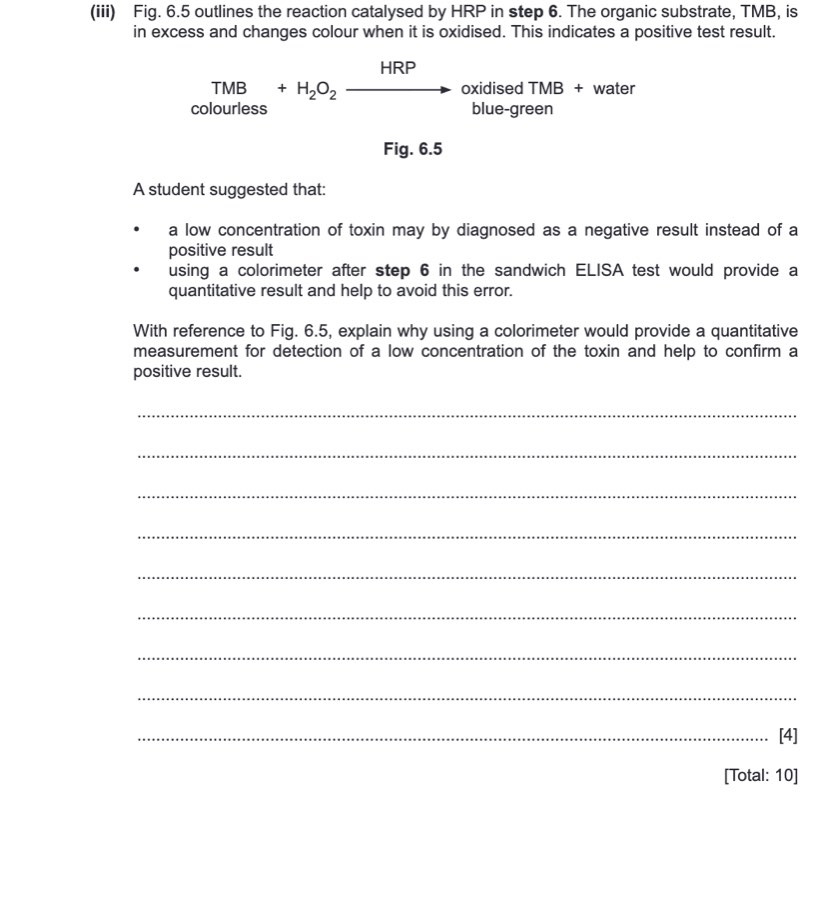 (iii) Fig. 6.5 outlines the reaction catalysed by HRP in step 6. The organic substrate, TMB, is
in excess and changes colour when it is oxidised. This indicates a positive test result.
HRP
TMB + H₂O₂ ⟶ oxidised TMB + water
colourless blue-green
Fig. 6.5
A student suggested that:
• a low concentration of toxin may by diagnosed as a negative result instead of a
positive result
• using a colorimeter after step 6 in the sandwich ELISA test would provide a
quantitative result and help to avoid this error.
With reference to Fig. 6.5, explain why using a colorimeter would provide a quantitative
measurement for detection of a low concentration of the toxin and help to confirm a
positive result.
[4]
[Total: 10]